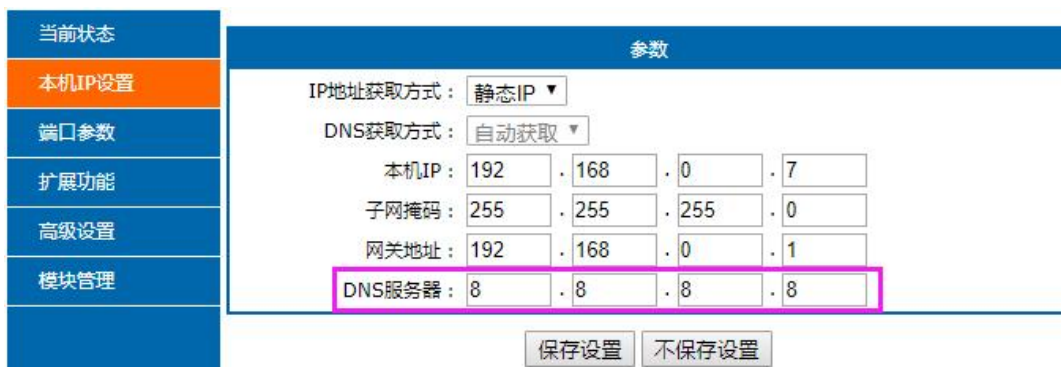 当前状态
本机IP设置
端口参数
扩展功能
高级设置
模块管理
参数
IP地址获取方式： 静态IP
DNS获取方式： 自动获取
本机IP： 192 . 168 . 0 . 7
子网掩码： 255 . 255 . 255 . 0
网关地址： 192 . 168 . 0 . 1
DNS服务器： 8 . 8 . 8 . 8
保存设置 不保存设置